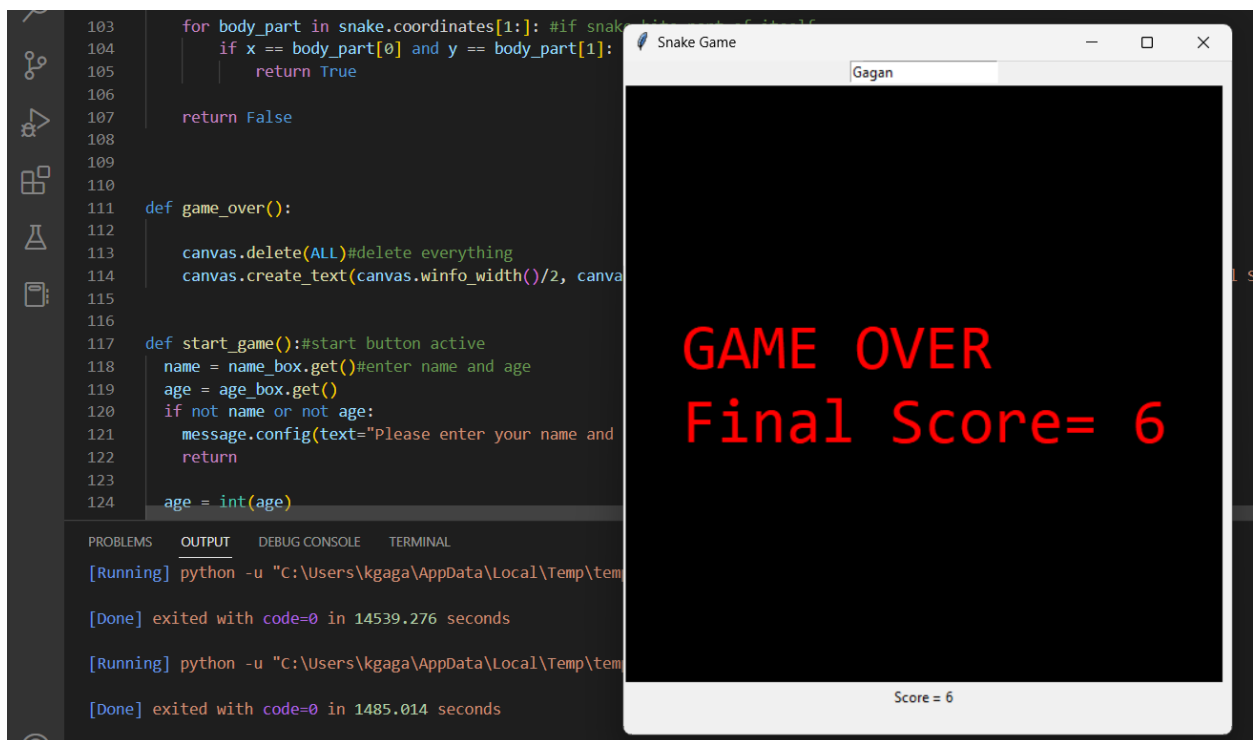 103 for body_part in snake.coordinates[1:]: #if snake
104 if x == body_part[0] and y == body_part[1]:
105 return True
106
107 return False
108
109
110
111 def game_over():
112
113 canvas.delete(ALL)#delete everything
114 canvas.create_text(canvas.winfo_width()/2, canva
115
116
117 def start_game():#start button active
118 name = name_box.get()#enter name and age
119 age = age_box.get()
120 if not name or not age:
121 message.config(text="Please enter your name and
122 return
123
124 age = int(age)
PROBLEMS OUTPUT DEBUG CONSOLE TERMINAL
[Running] python -u "C:\Users\kgaga\AppData\Local\Temp\tem
[Done] exited with code=0 in 14539.276 seconds
[Running] python -u "C:\Users\kgaga\AppData\Local\Temp\tem
[Done] exited with code=0 in 1485.014 seconds
Snake Game
Gagan
GAME OVER
Final Score= 6
Score = 6